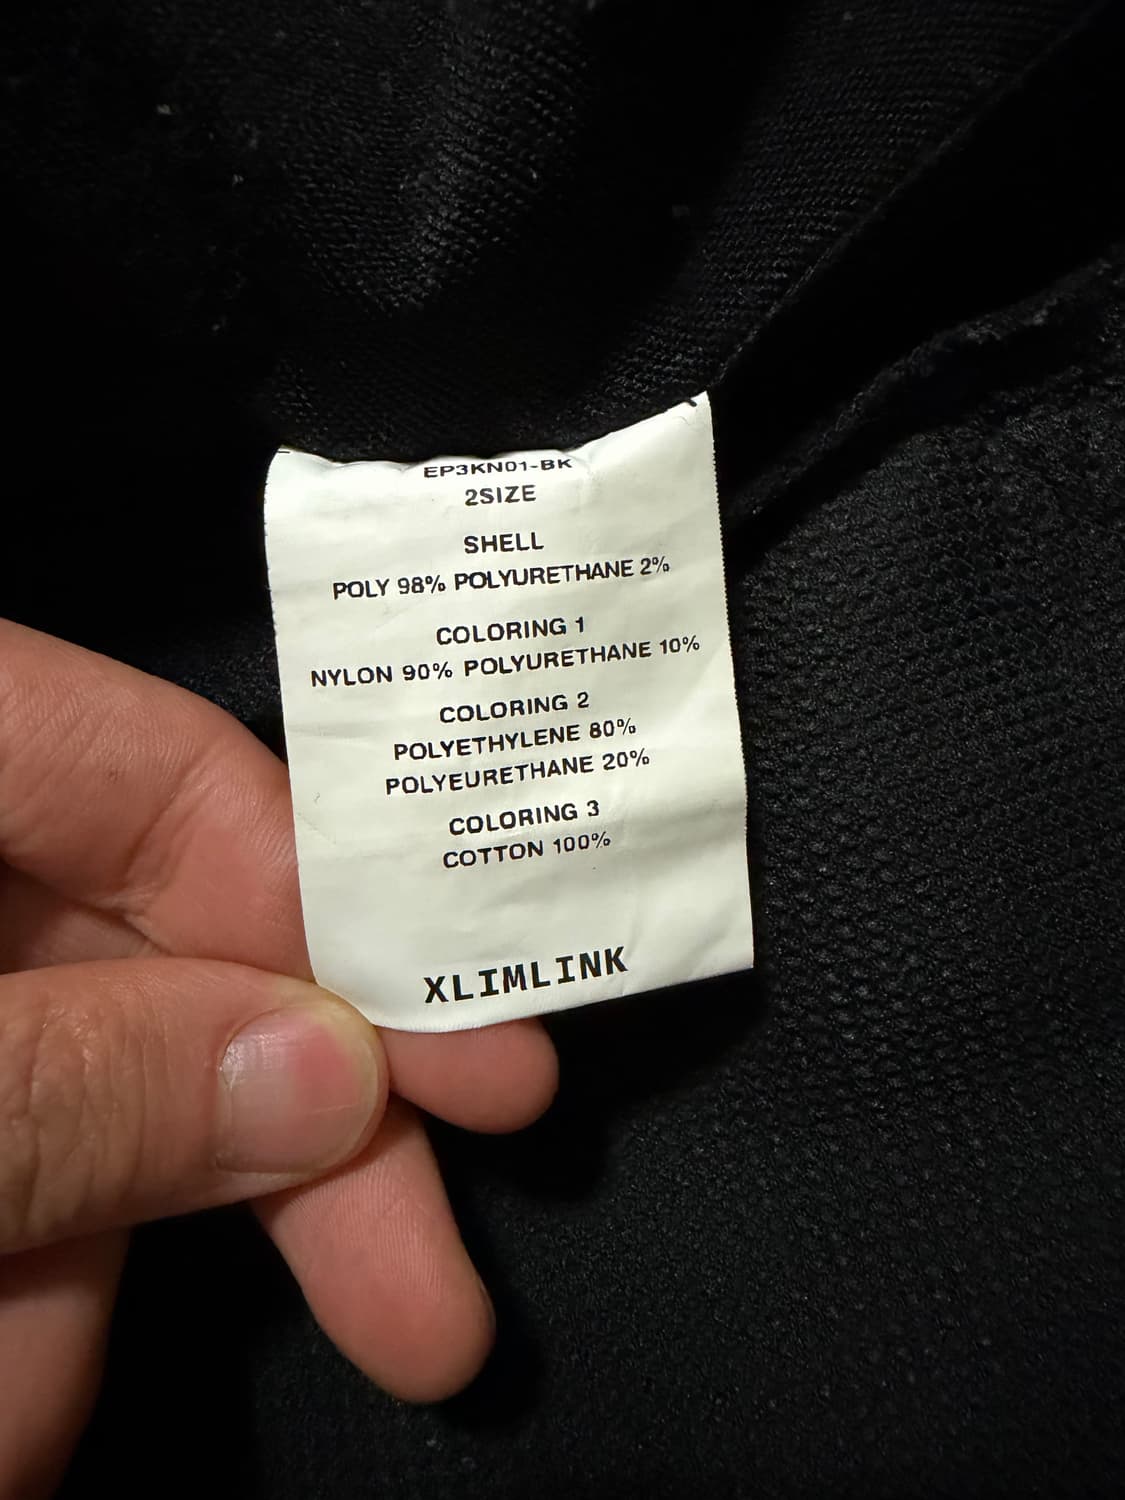 EP3KN01-BK
2SIZE
SHELL
POLY 98% POLYURETHANE 2%
COLORING 1
NYLON 90% POLYURETHANE 10%
COLORING 2
POLYETHYLENE 80%
POLYEURETHANE 20%
COLORING 3
COTTON 100%
XLIMLINK